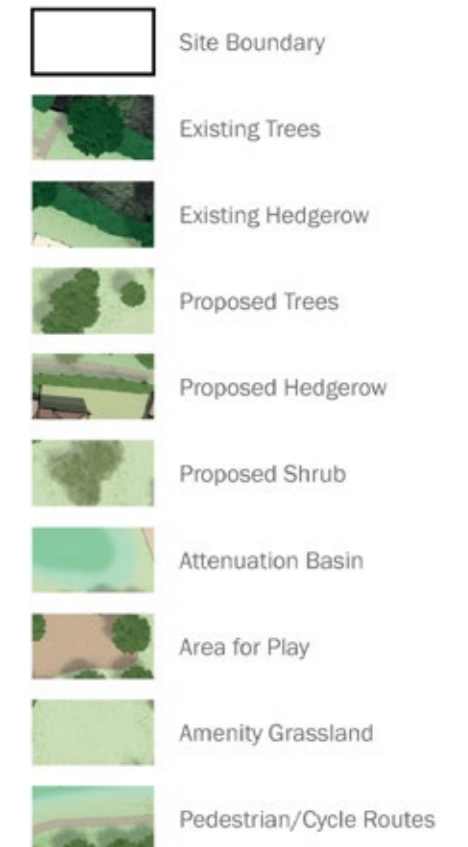 Site Boundary
Existing Trees
Existing Hedgerow
Proposed Trees
Proposed Hedgerow
Proposed Shrub
Attenuation Basin
Area for Play
Amenity Grassland
Pedestrian/Cycle Routes